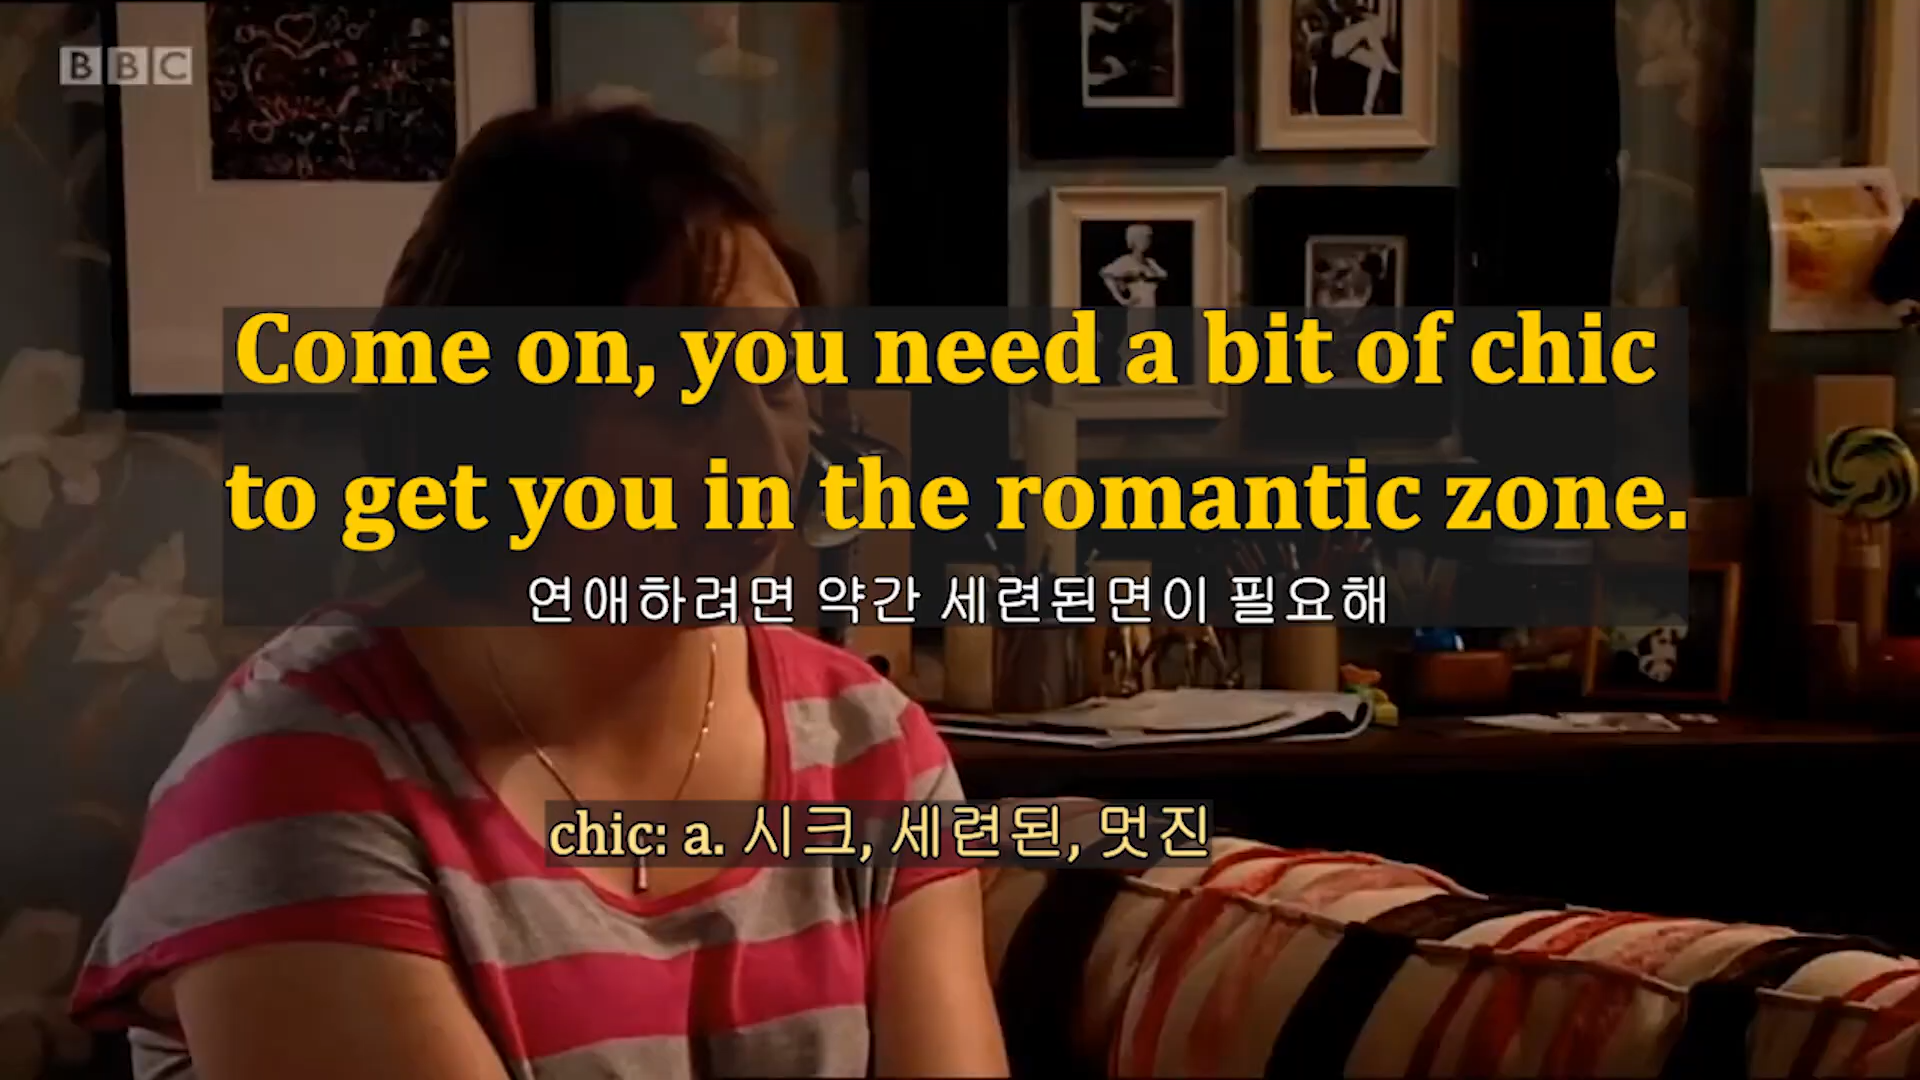 BBC
Come on, you need a bit of chic
to get you in the romantic zone.
연애하려면 약간 세련된면이 필요해
chic: a. 시크, 세련된, 멋진